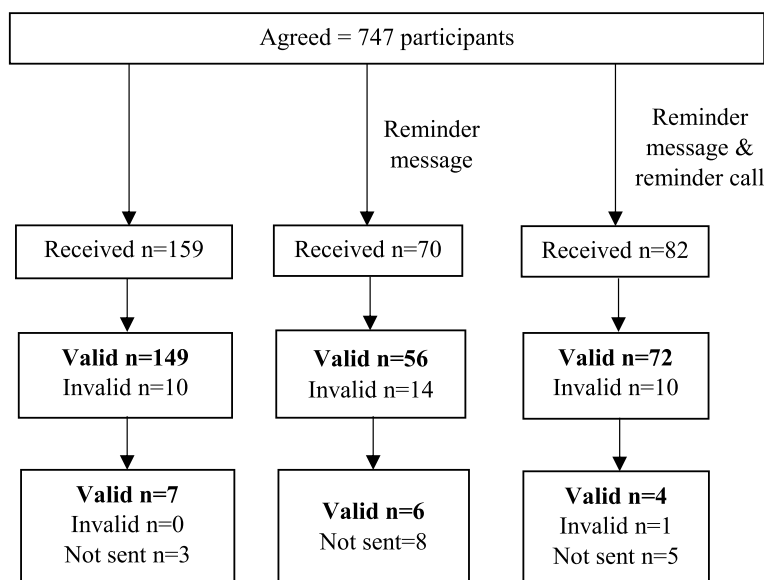 Agreed = 747 participants
Reminder
message
Reminder
message &
reminder call
Received n=159
Received n=70
Received n=82
Valid n=149
Invalid n=10
Valid n=56
Invalid n=14
Valid n=72
Invalid n=10
Valid n=7
Invalid n=0
Not sent n=3
Valid n=6
Not sent=8
Valid n=4
Invalid n=1
Not sent n=5